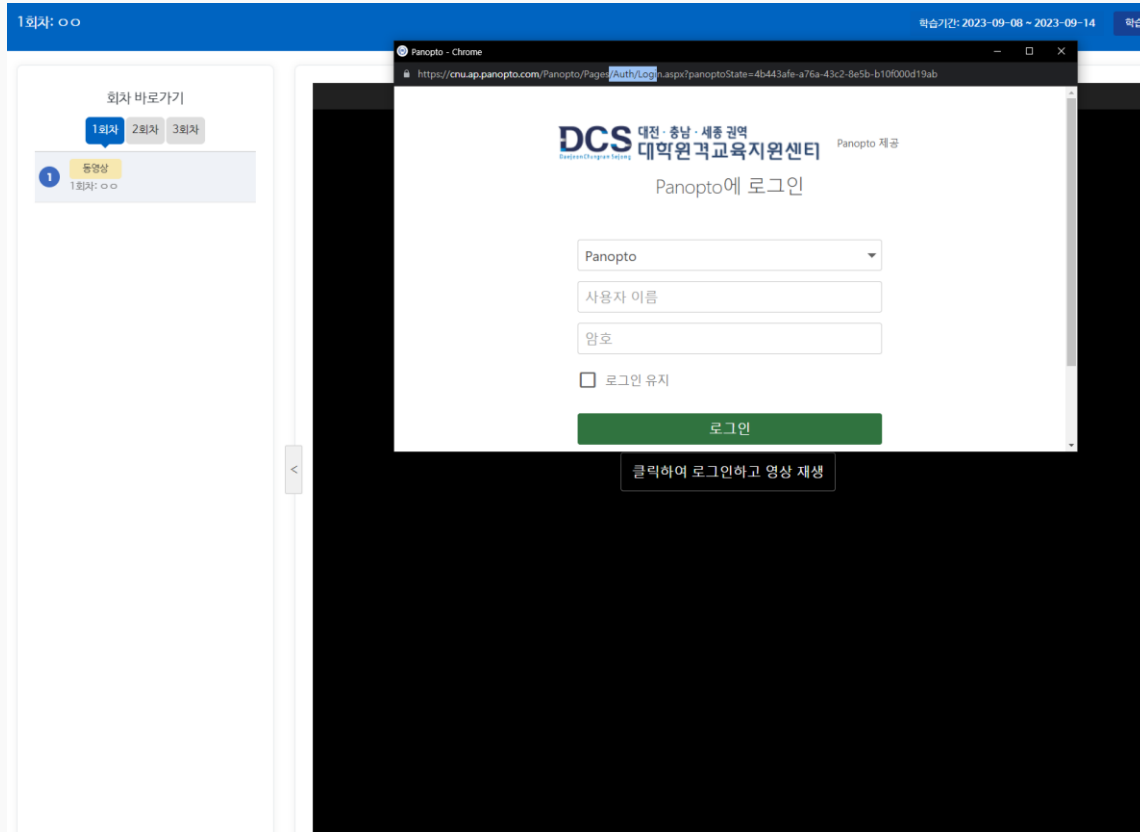 1회차: ㅇㅇ
학습기간: 2023-09-08 ~ 2023-09-14
Panopto - Chrome
https://cnu.ap.panopto.com/Panopto/Pages/Auth/Login.aspx?panoptoState=4b443afe-a76a-43c2-8e5b-b10f000d19ab
회차 바로가기
1회차 2회차 3회차
1
동영상
1회차: ㅇㅇ
DCS 대전·충남·세종 권역
대학원격교육지원센터
Panopto 제공
Panopto에 로그인
Panopto
사용자 이름
암호
로그인 유지
로그인
<
클릭하여 로그인하고 영상 재생